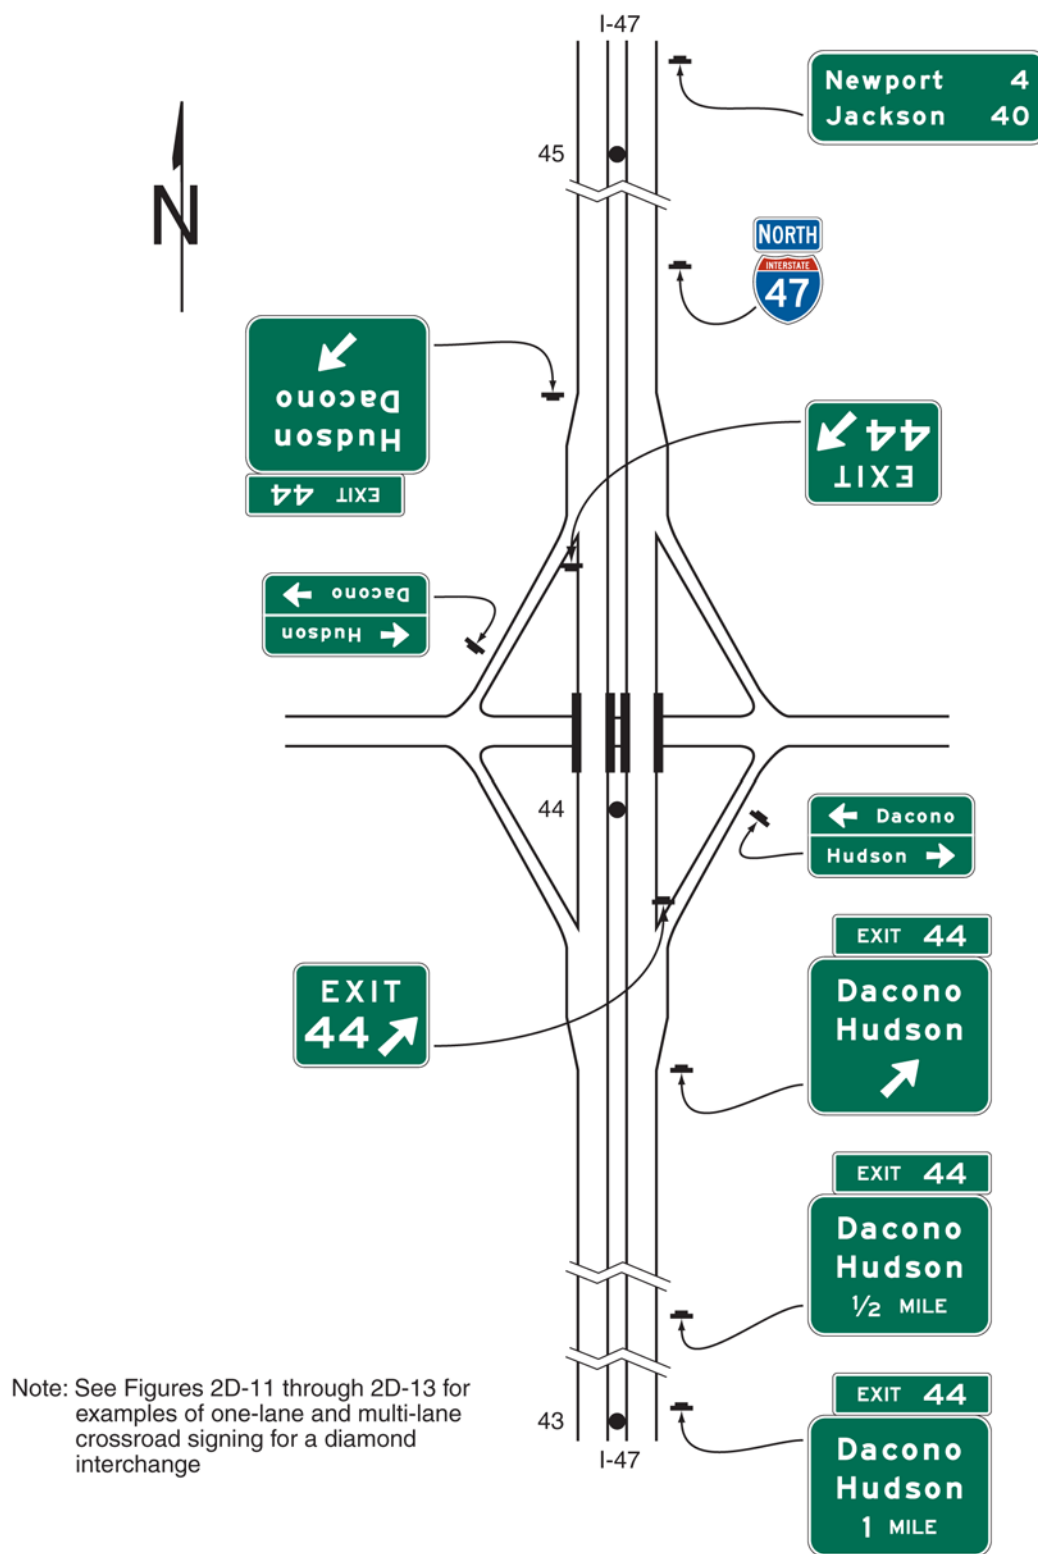 I-47
Newport 4
Jackson 40
45
N
NORTH
INTERSTATE
47
Hudson
Dacono
EXIT 44
EXIT
44
Dacono
Hudson
44
Dacono
Hudson
EXIT 44
Dacono
Hudson
EXIT
44
EXIT 44
Dacono
Hudson
1/2 MILE
EXIT 44
Dacono
Hudson
1 MILE
43
I-47
Note: See Figures 2D-11 through 2D-13 for
examples of one-lane and multi-lane
crossroad signing for a diamond
interchange